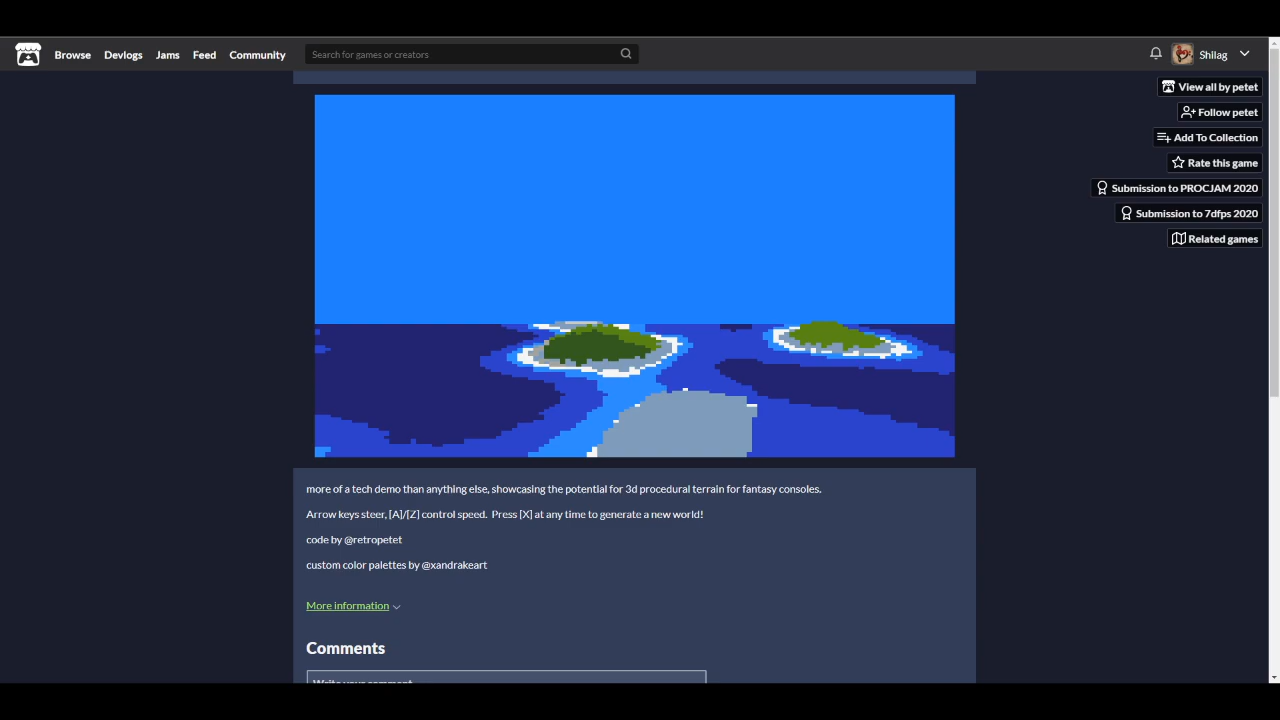 Browse Devlogs Jams Feed Community Search for games or creators Shilag
View all by petet
Follow petet
Add To Collection
Rate this game
Submission to PROCJAM 2020
Submission to 7dfps 2020
Related games
more of a tech demo than anything else, showcasing the potential for 3d procedural terrain for fantasy consoles.
Arrow keys steer, [A]/[Z] control speed. Press [X] at any time to generate a new world!
code by @retropetet
custom color palettes by @xandrakeart
More information
Comments
Write your comment